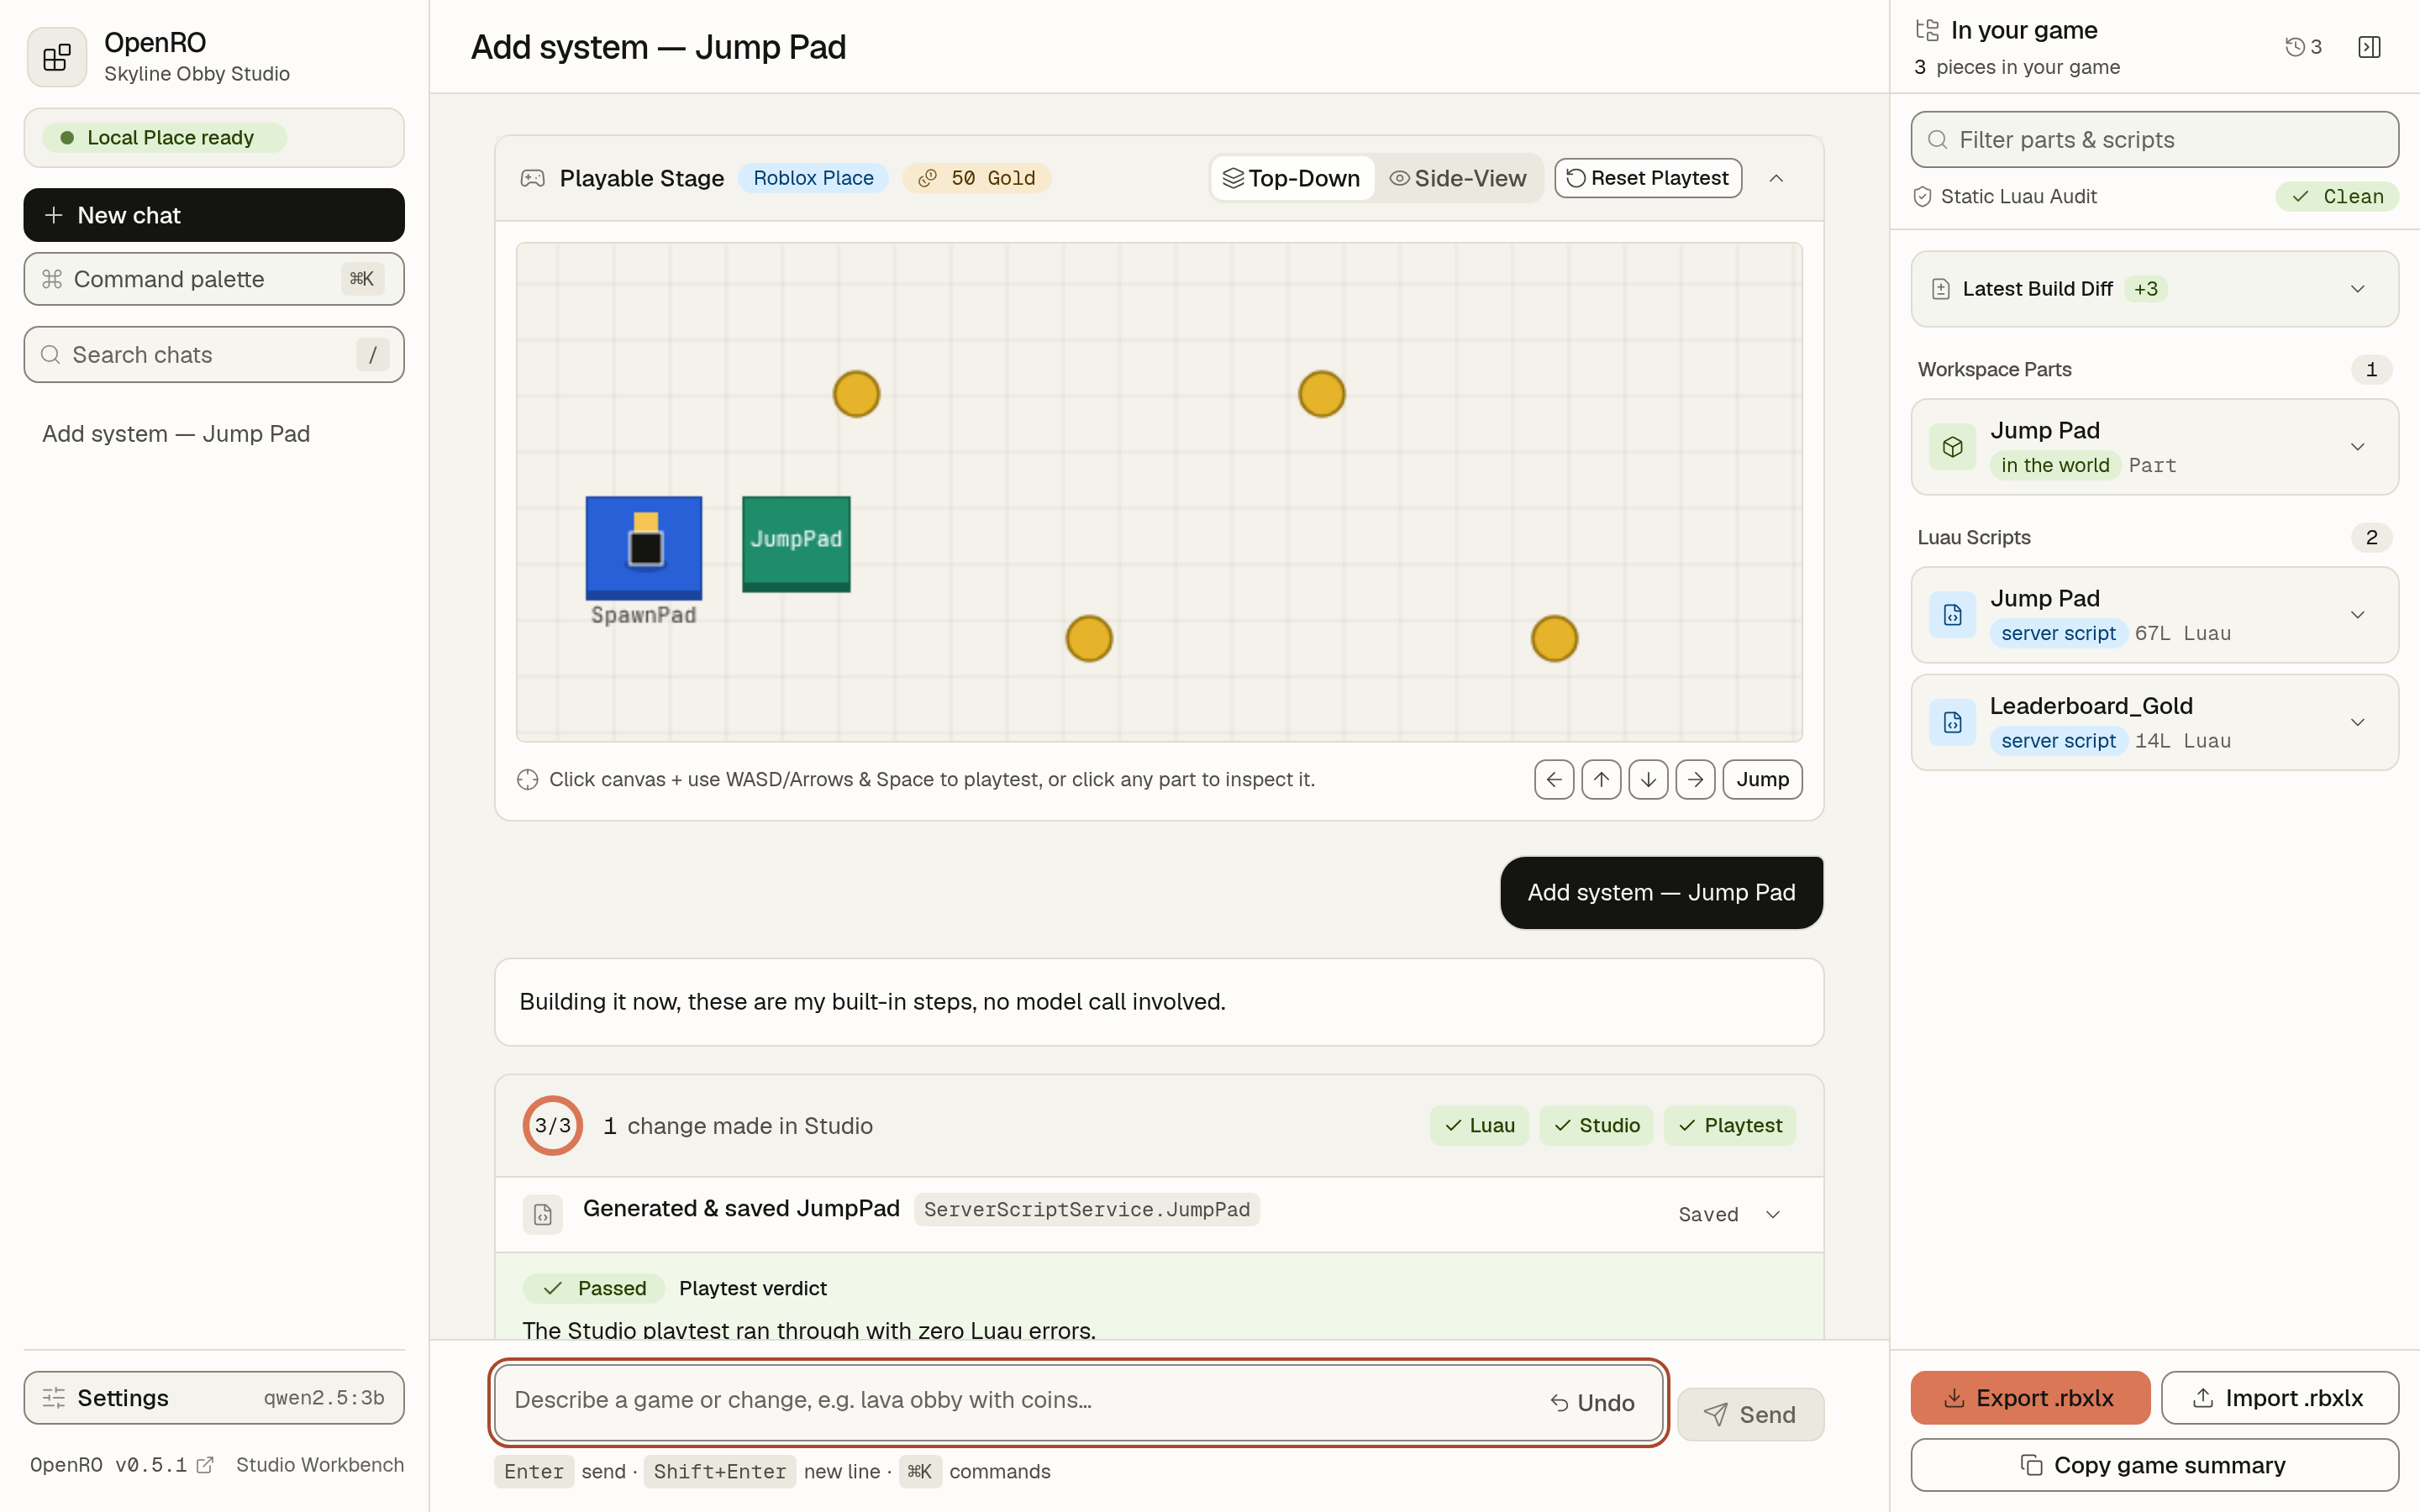 OpenRO
Skyline Obby Studio
Local Place ready
New chat
Command palette ⌘K
Search chats /
Add system — Jump Pad
Settings qwen2.5:3b
OpenRO v0.5.1 Studio Workbench
Add system — Jump Pad
Playable Stage Roblox Place 50 Gold Top-Down Side-View Reset Playtest
JumpPad
SpawnPad
Click canvas + use WASD/Arrows & Space to playtest, or click any part to inspect it. Jump
Add system — Jump Pad
Building it now, these are my built-in steps, no model call involved.
3/3 1 change made in Studio Luau Studio Playtest
Generated & saved JumpPad ServerScriptService.JumpPad Saved
Passed Playtest verdict
The Studio playtest ran through with zero Luau errors.
Describe a game or change, e.g. lava obby with coins… Undo Send
Enter send · Shift+Enter new line · ⌘K commands
In your game 3
3 pieces in your game
Filter parts & scripts
Static Luau Audit Clean
Latest Build Diff +3
Workspace Parts 1
Jump Pad
in the world Part
Luau Scripts 2
Jump Pad
server script 67L Luau
Leaderboard_Gold
server script 14L Luau
Export .rbxlx Import .rbxlx
Copy game summary